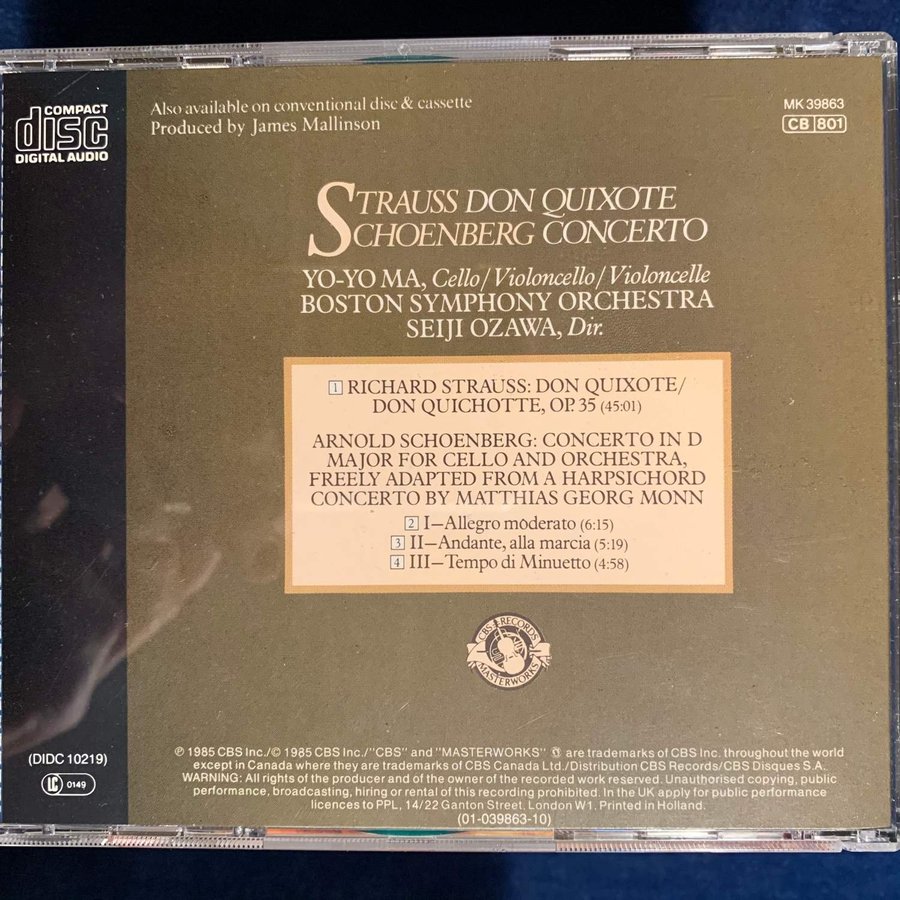 COMPACT
disc
DIGITAL AUDIO
Also available on conventional disc & cassette
Produced by James Mallinson
MK 39863
CB 801
STRAUSS DON QUIXOTE
SCHOENBERG CONCERTO
YO-YO MA, Cello/Violoncello/Violoncelle
BOSTON SYMPHONY ORCHESTRA
SEIJI OZAWA, Dir.
1 RICHARD STRAUSS: DON QUIXOTE/
DON QUICHOTTE, OP. 35 (45:01)
ARNOLD SCHOENBERG: CONCERTO IN D
MAJOR FOR CELLO AND ORCHESTRA,
FREELY ADAPTED FROM A HARPSICHORD
CONCERTO BY MATTHIAS GEORG MONN
2 I—Allegro moderato (6:15)
3 II—Andante, alla marcia (5:19)
4 III—Tempo di Minuetto (4:58)
CBS RECORDS
MASTERWORKS
(DIDC 10219)
LC 0149
℗ 1985 CBS Inc./© 1985 CBS Inc./"CBS" and "MASTERWORKS" are trademarks of CBS Inc. throughout the world
except in Canada where they are trademarks of CBS Canada Ltd./Distribution CBS Records/CBS Disques S.A.
WARNING: All rights of the producer and of the owner of the recorded work reserved. Unauthorised copying, public
performance, broadcasting, hiring or rental of this recording prohibited. In the UK apply for public performance
licences to PPL, 14/22 Ganton Street, London W1. Printed in Holland.
(01-039863-10)